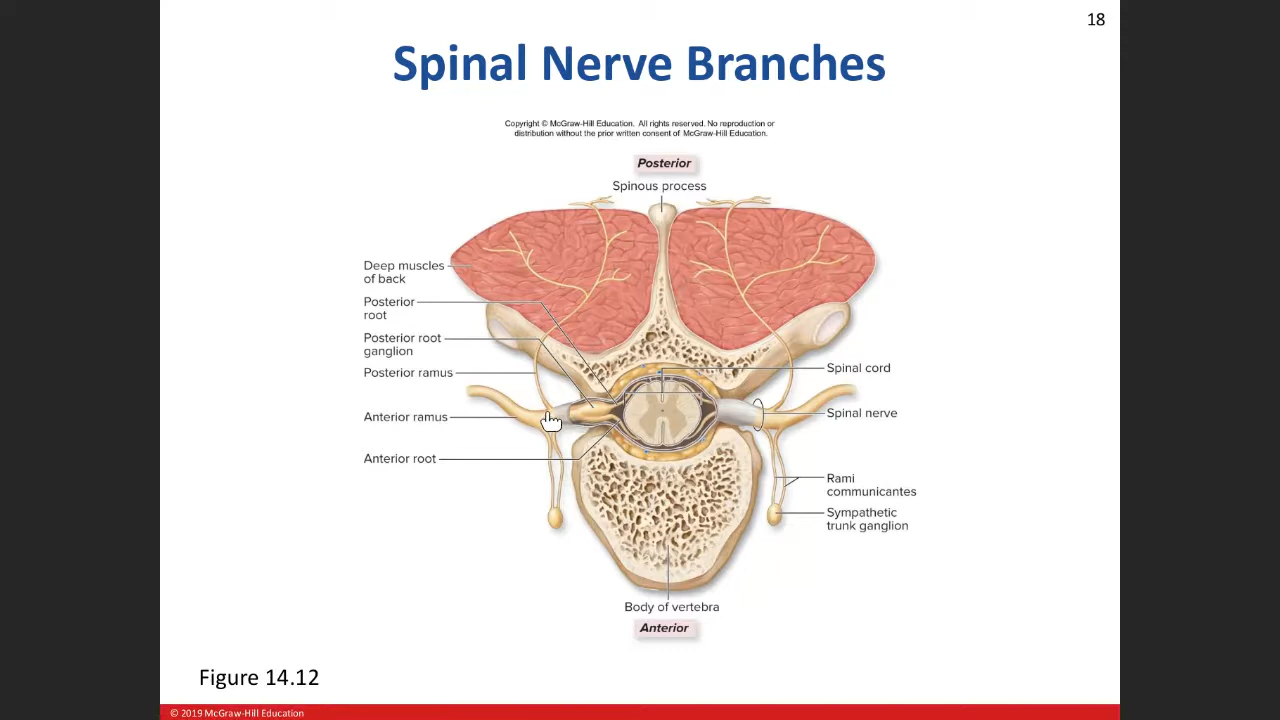 18
Spinal Nerve Branches
Copyright © McGraw-Hill Education. All rights reserved. No reproduction or
distribution without the prior written consent of McGraw-Hill Education.
Posterior
Spinous process
Deep muscles
of back
Posterior
root
Posterior root
ganglion
Posterior ramus
Anterior ramus
Anterior root
Spinal cord
Spinal nerve
Rami
communicantes
Sympathetic
trunk ganglion
Body of vertebra
Anterior
Figure 14.12
© 2019 McGraw-Hill Education